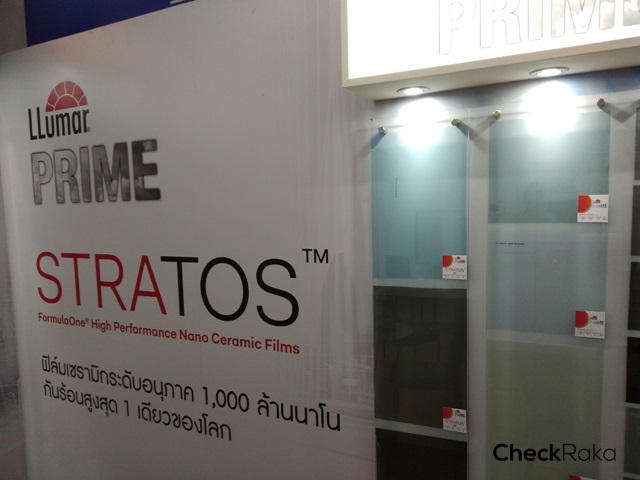 PRIME
LLumar®
PRIME
STRATOS™
FormulaOne® High Performance Nano Ceramic Films
ฟิล์มเซรามิกระดับอนุภาค 1,000 ล้านนาโน
กันร้อนสูงสุด 1 เดียวของโลก
CheckRaka